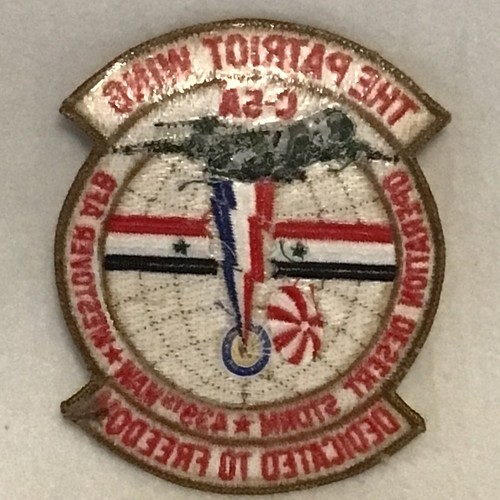 THE PATRIOT WING
C-5A
OPERATION DESERT STORM ★ 439TH MAW ★ WESTOVER AFB
DEDICATED TO FREEDOM